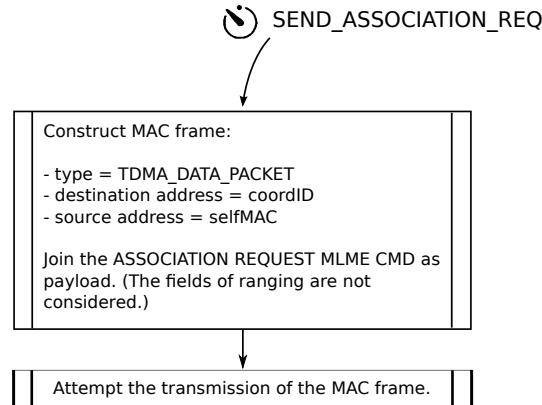 SEND_ASSOCIATION_REQ
Construct MAC frame:
- type = TDMA_DATA_PACKET
- destination address = coordID
- source address = selfMAC
Join the ASSOCIATION REQUEST MLME CMD as
payload. (The fields of ranging are not
considered.)
Attempt the transmission of the MAC frame.